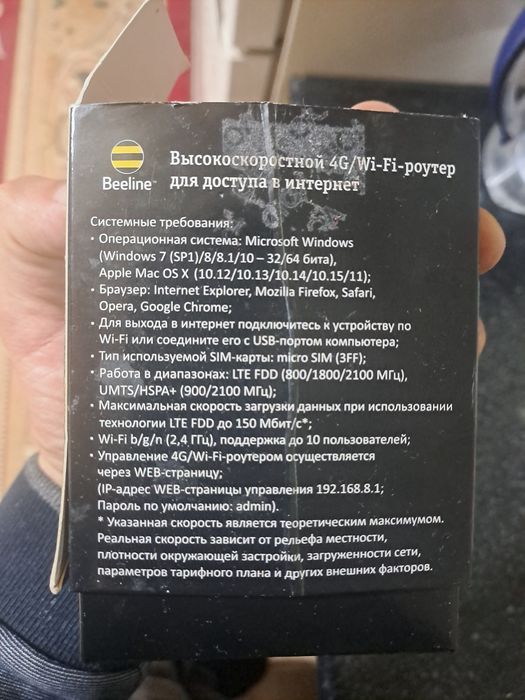 Beeline™
Высокоскоростной 4G/Wi-Fi-роутер
для доступа в интернет
Системные требования:
· Операционная система: Microsoft Windows
(Windows 7 (SP1)/8/8.1/10 – 32/64 бита),
Apple Mac OS X (10.12/10.13/10.14/10.15/11);
· Браузер: Internet Explorer, Mozilla Firefox, Safari,
Opera, Google Chrome;
· Для выхода в интернет подключитесь к устройству по
Wi-Fi или соедините его с USB-портом компьютера;
· Тип используемой SIM-карты: micro SIM (3FF);
· Работа в диапазонах: LTE FDD (800/1800/2100 МГц),
UMTS/HSPA+ (900/2100 МГц);
· Максимальная скорость загрузки данных при использовании
технологии LTE FDD до 150 Мбит/с*;
· Wi-Fi b/g/n (2,4 ГГц), поддержка до 10 пользователей;
· Управление 4G/Wi-Fi-роутером осуществляется
через WEB-страницу;
(IP-адрес WEB-страницы управления 192.168.8.1;
Пароль по умолчанию: admin).
* Указанная скорость является теоретическим максимумом.
Реальная скорость зависит от рельефа местности,
плотности окружающей застройки, загруженности сети,
параметров тарифного плана и других внешних факторов.